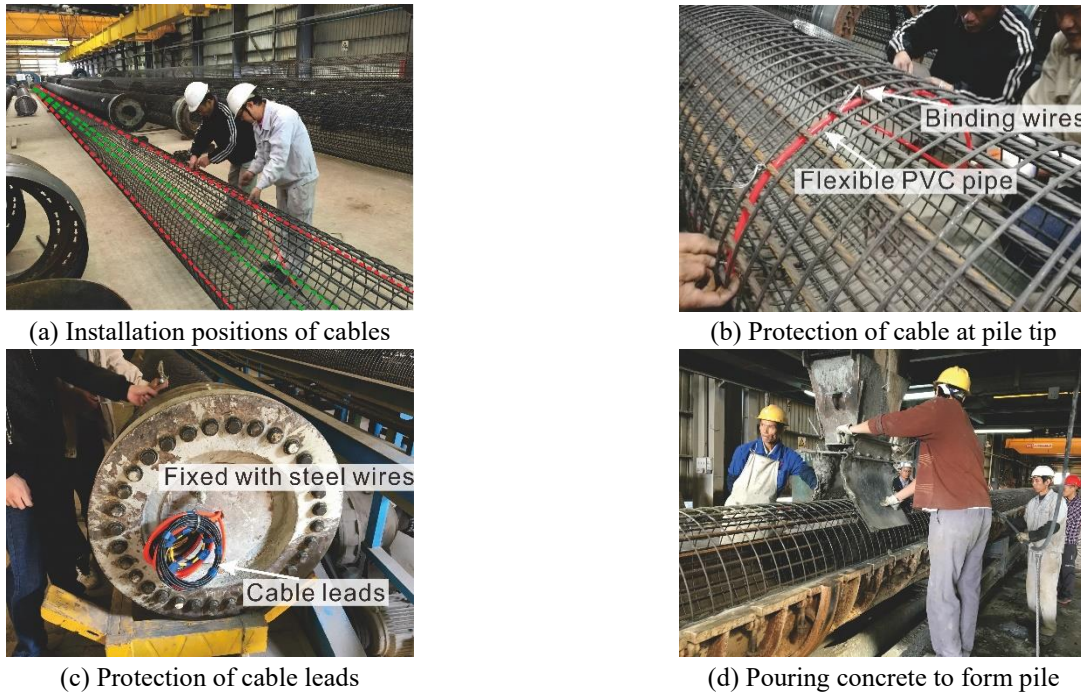 Binding wires
Flexible PVC pipe
(a) Installation positions of cables
(b) Protection of cable at pile tip
Fixed with steel wires
Cable leads
(c) Protection of cable leads
(d) Pouring concrete to form pile